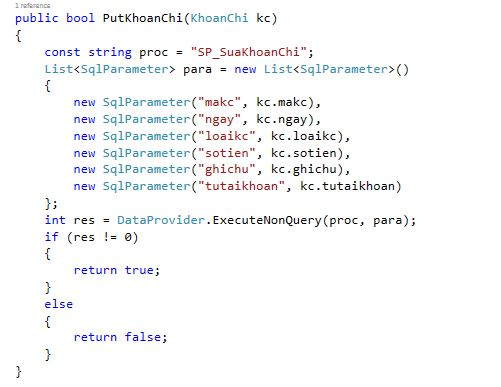 1 reference
public bool PutKhoanChi(KhoanChi kc)
{
    const string proc = "SP_SuaKhoanChi";
    List<SqlParameter> para = new List<SqlParameter>()
    {
        new SqlParameter("makc", kc.makc),
        new SqlParameter("ngay", kc.ngay),
        new SqlParameter("loaikc", kc.loaikc),
        new SqlParameter("sotien", kc.sotien),
        new SqlParameter("ghichu", kc.ghichu),
        new SqlParameter("tutaikhoan", kc.tutaikhoan)
    };
    int res = DataProvider.ExecuteNonQuery(proc, para);
    if (res != 0)
    {
        return true;
    }
    else
    {
        return false;
    }
}